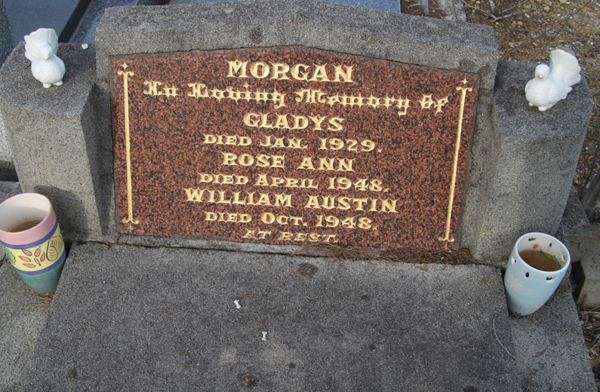 MORGAN
In Loving Memory Of
GLADYS
DIED JAN. 1929.
ROSE ANN
DIED APRIL 1948.
WILLIAM AUSTIN
DIED OCT. 1948.
AT REST.